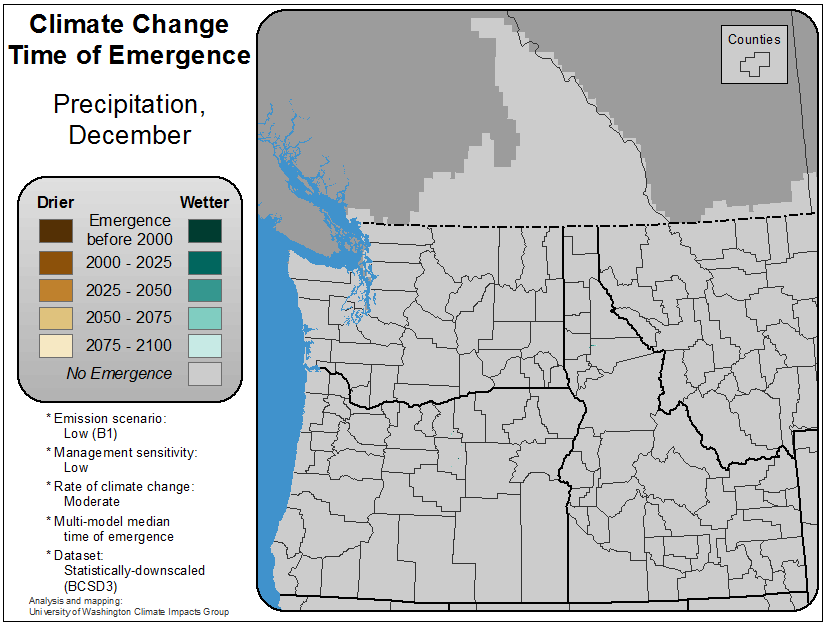 Climate Change
Time of Emergence
Precipitation,
December
Drier Wetter
Emergence
before 2000
2000 - 2025
2025 - 2050
2050 - 2075
2075 - 2100
No Emergence
* Emission scenario:
Low (B1)
* Management sensitivity:
Low
* Rate of climate change:
Moderate
* Multi-model median
time of emergence
* Dataset:
Statistically-downscaled
(BCSD3)
Analysis and mapping:
University of Washington Climate Impacts Group
Counties